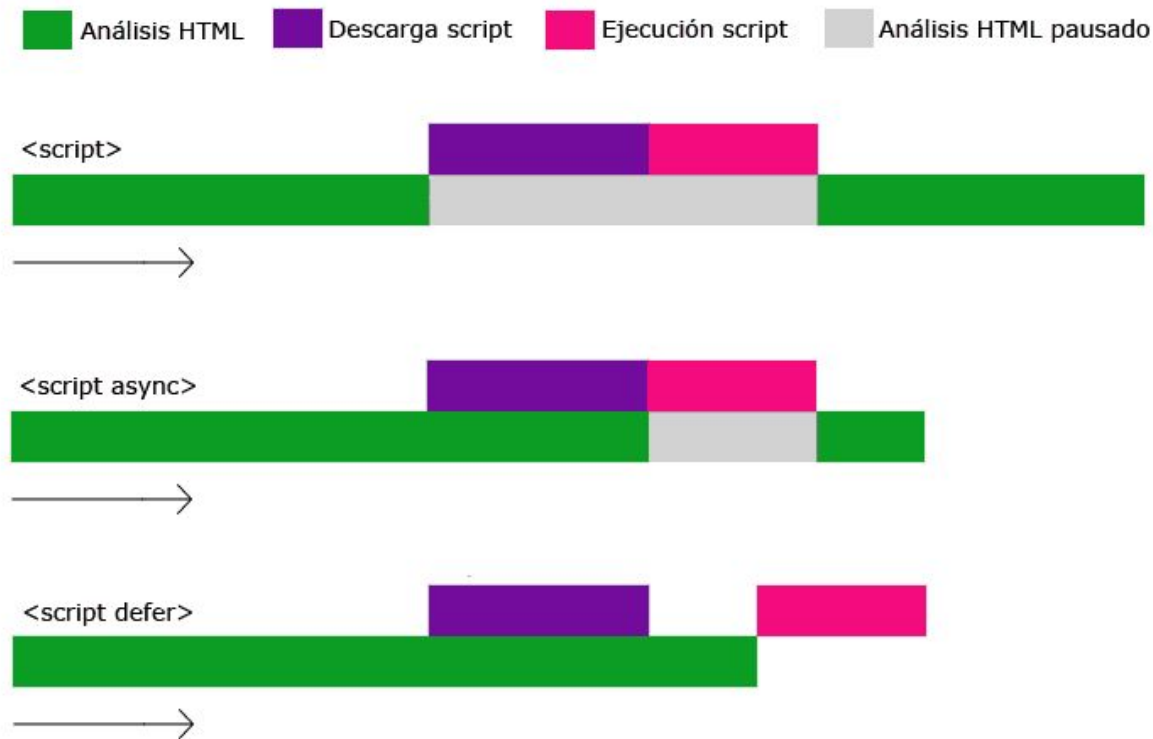 Análisis HTML Descarga script Ejecución script Análisis HTML pausado
<script>
<script async>
<script defer>